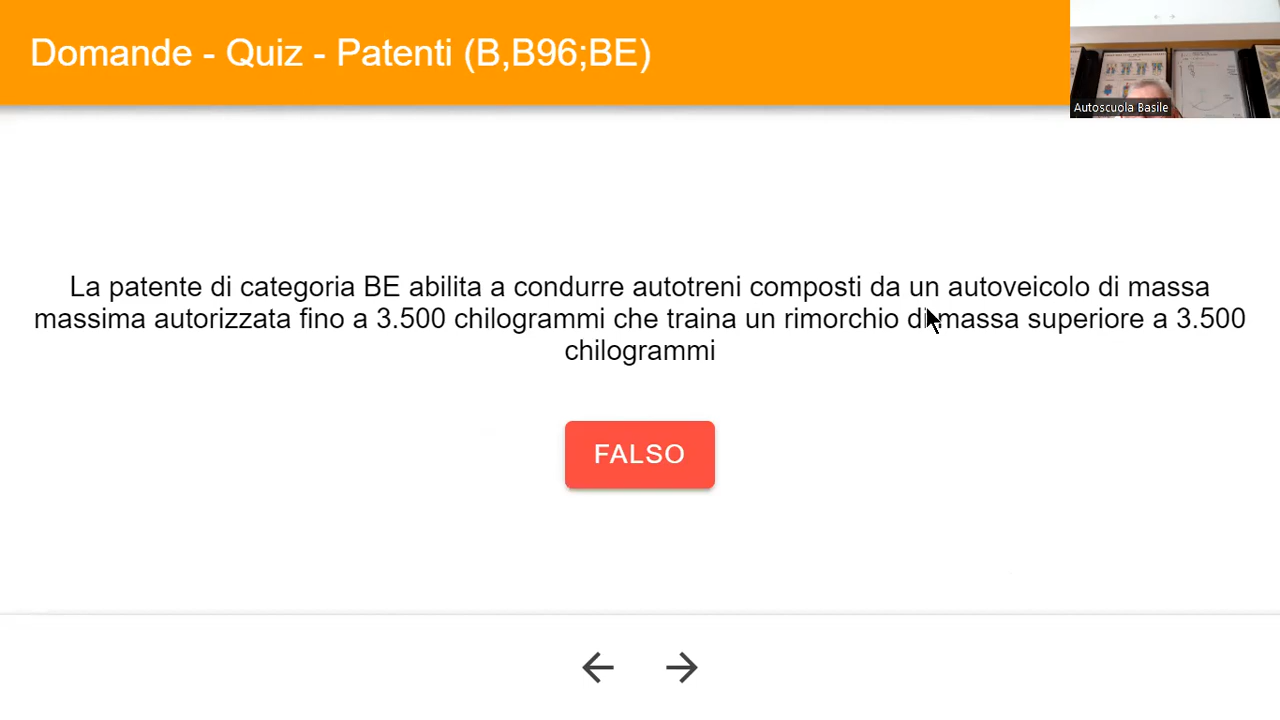 Domande - Quiz - Patenti (B,B96;BE)
Autoscuola Basile
La patente di categoria BE abilita a condurre autotreni composti da un autoveicolo di massa
massima autorizzata fino a 3.500 chilogrammi che traina un rimorchio di massa superiore a 3.500
chilogrammi
FALSO